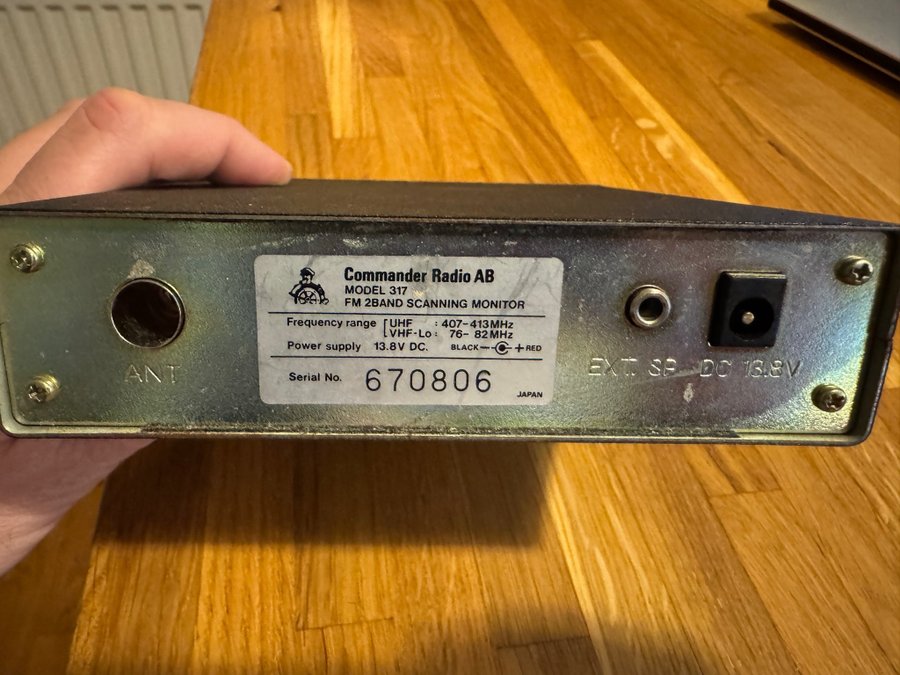 Commander Radio AB
MODEL 317
FM 2BAND SCANNING MONITOR
Frequency range [UHF : 407-413MHz
VHF-Lo : 76- 82MHz
Power supply 13.8V DC. BLACK - + RED
Serial No. 670806
JAPAN
ANT
EXT. SP. DC 13.8V